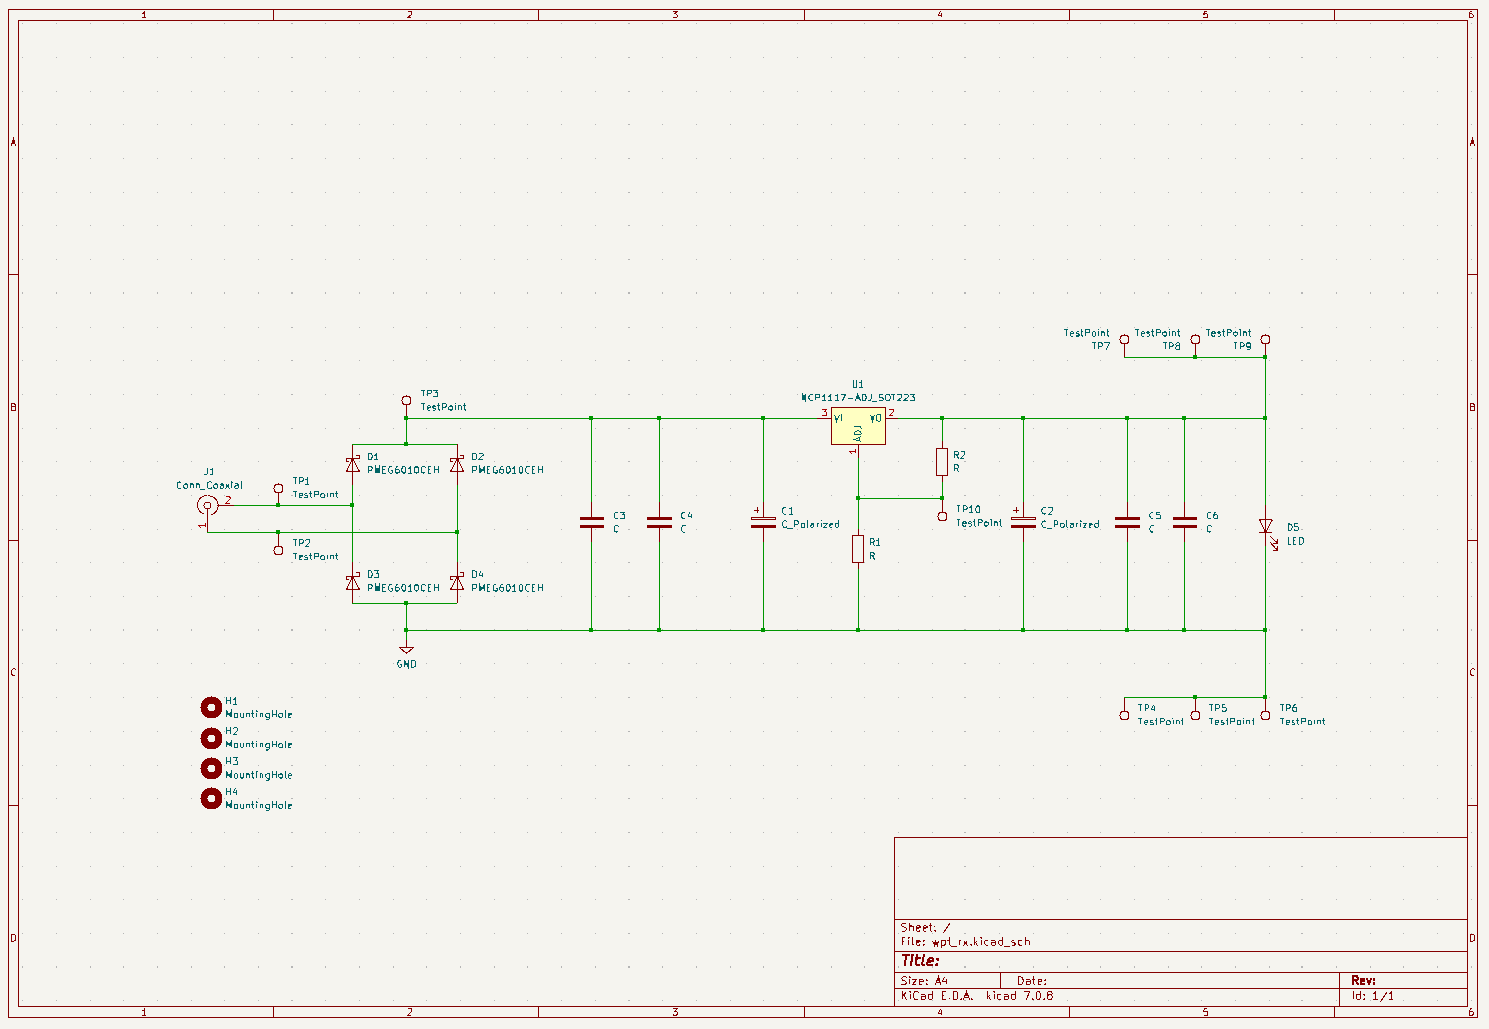 1 2 3 4 5 6
A A
TestPoint TestPoint TestPoint
TP7 TP8 TP9
U1
NCP1117-ADJ_SOT223
TP3
TestPoint
B B
3 VI VO 2
ADJ
1
D1
PMEG6010CEH
D2
PMEG6010CEH
R2
R
J1
Conn_Coaxial
2
1
TP1
TestPoint
TP2
TestPoint
C3
C
C4
C
C1
C_Polarized
+
TP10
TestPoint
C2
C_Polarized
+
C5
C
C6
C
D5
LED
R1
R
D3
PMEG6010CEH
D4
PMEG6010CEH
GND
C C
H1
MountingHole
H2
MountingHole
H3
MountingHole
H4
MountingHole
TP4
TestPoint
TP5
TestPoint
TP6
TestPoint
D D
Sheet: /
File: wpt_rx.kicad_sch
Title:
Size: A4 Date: Rev:
KiCad E.D.A. kicad 7.0.8 Id: 1/1
1 2 3 4 5 6